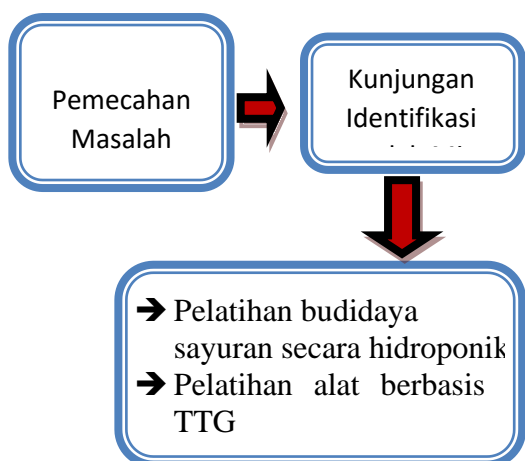 Pemecahan
Masalah
Kunjungan
Identifikasi
➔ Pelatihan budidaya
sayuran secara hidroponik
➔ Pelatihan alat berbasis
TTG